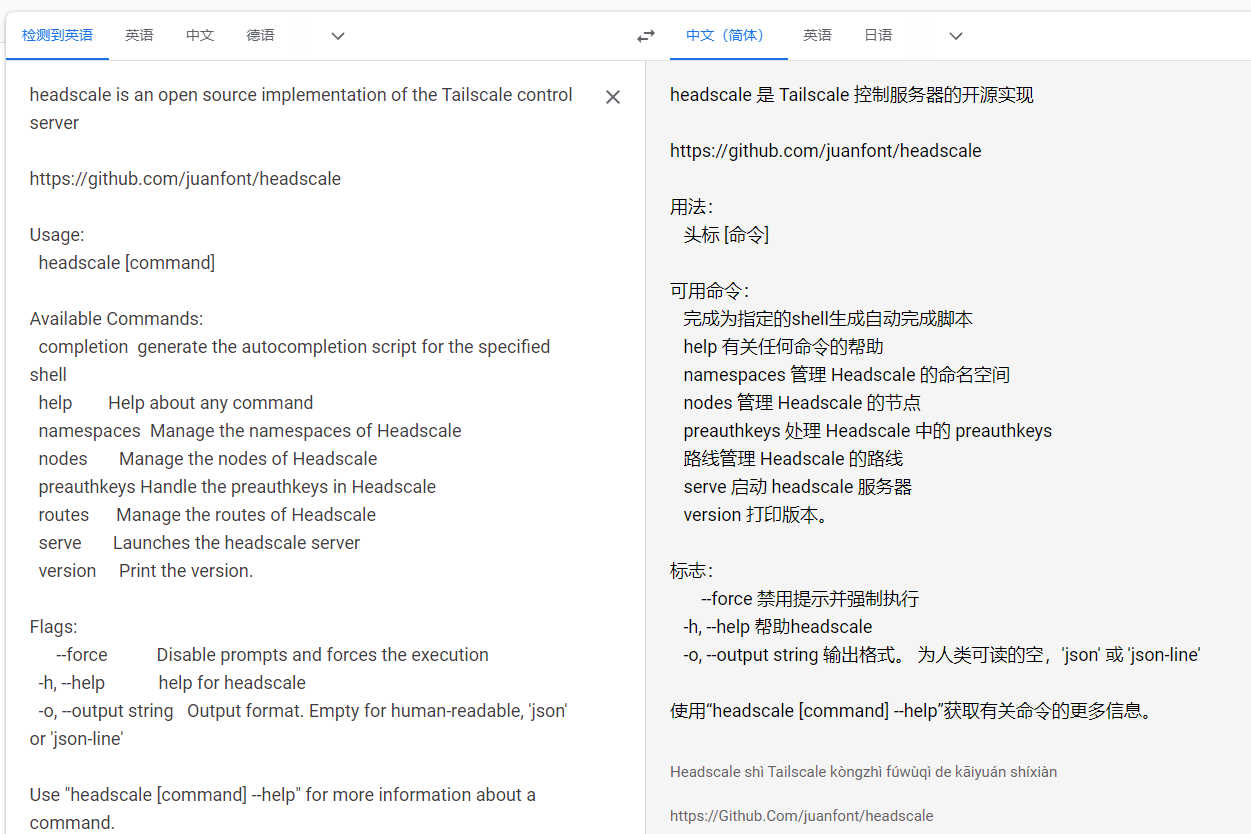 检测到英语 英语 中文 德语 中文（简体） 英语 日语
headscale is an open source implementation of the Tailscale control
server
https://github.com/juanfont/headscale
Usage:
headscale [command]
Available Commands:
completion generate the autocompletion script for the specified
shell
help Help about any command
namespaces Manage the namespaces of Headscale
nodes Manage the nodes of Headscale
preauthkeys Handle the preauthkeys in Headscale
routes Manage the routes of Headscale
serve Launches the headscale server
version Print the version.
Flags:
--force Disable prompts and forces the execution
-h, --help help for headscale
-o, --output string Output format. Empty for human-readable, 'json'
or 'json-line'
Use "headscale [command] --help" for more information about a
command.
headscale 是 Tailscale 控制服务器的开源实现
https://github.com/juanfont/headscale
用法：
头标 [命令]
可用命令：
完成为指定的shell生成自动完成脚本
help 有关任何命令的帮助
namespaces 管理 Headscale 的命名空间
nodes 管理 Headscale 的节点
preauthkeys 处理 Headscale 中的 preauthkeys
路线管理 Headscale 的路线
serve 启动 headscale 服务器
version 打印版本。
标志：
--force 禁用提示并强制执行
-h, --help 帮助headscale
-o, --output string 输出格式。 为人类可读的空，'json' 或 'json-line'
使用“headscale [command] --help”获取有关命令的更多信息。
Headscale shì Tailscale kòngzhì fúwùqì de kāiyuán shíxiàn
https://Github.Com/juanfont/headscale